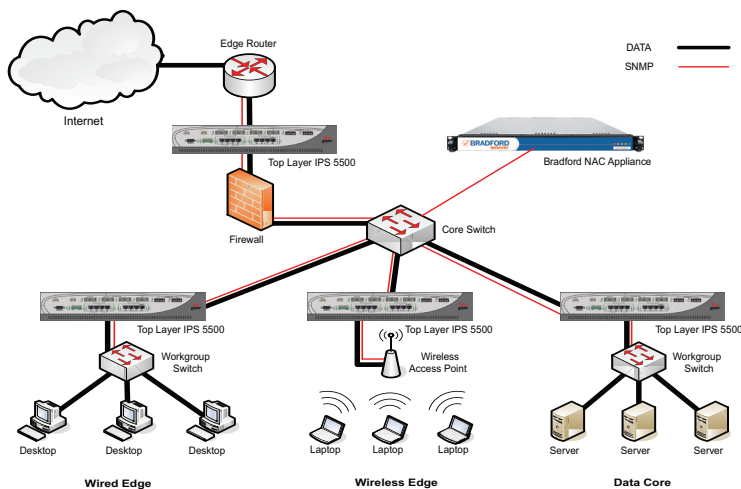 Edge Router
DATA
SNMP
Internet
Top Layer IPS 5500
BRADFORD
Bradford NAC Appliance
Firewall
Core Switch
Top Layer IPS 5500
Top Layer IPS 5500
Top Layer IPS 5500
Workgroup
Switch
Wireless
Access Point
Workgroup
Switch
Desktop
Desktop
Desktop
Laptop
Laptop
Laptop
Server
Server
Server
Wired Edge
Wireless Edge
Data Core